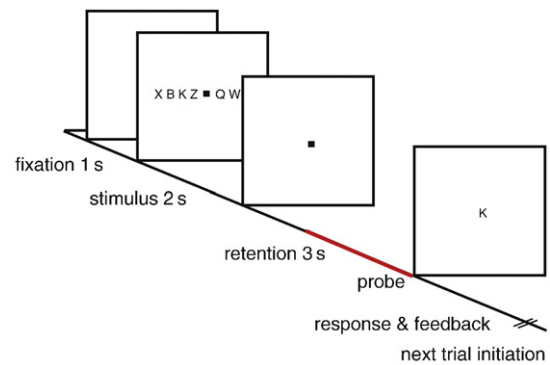 X B K Z ■ Q W
fixation 1 s
stimulus 2 s
retention 3 s
K
probe
response & feedback
next trial initiation